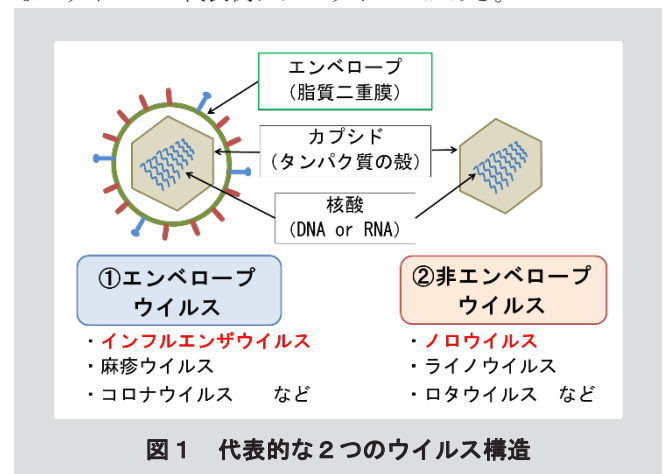 エンベロープ
（脂質二重膜）
カプシド
（タンパク質の殻）
核酸
（DNA or RNA）
①エンベロープ
ウイルス
・インフルエンザウイルス
・麻疹ウイルス
・コロナウイルス　など
②非エンベロープ
ウイルス
・ノロウイルス
・ライノウイルス
・ロタウイルス　など
図１　代表的な２つのウイルス構造